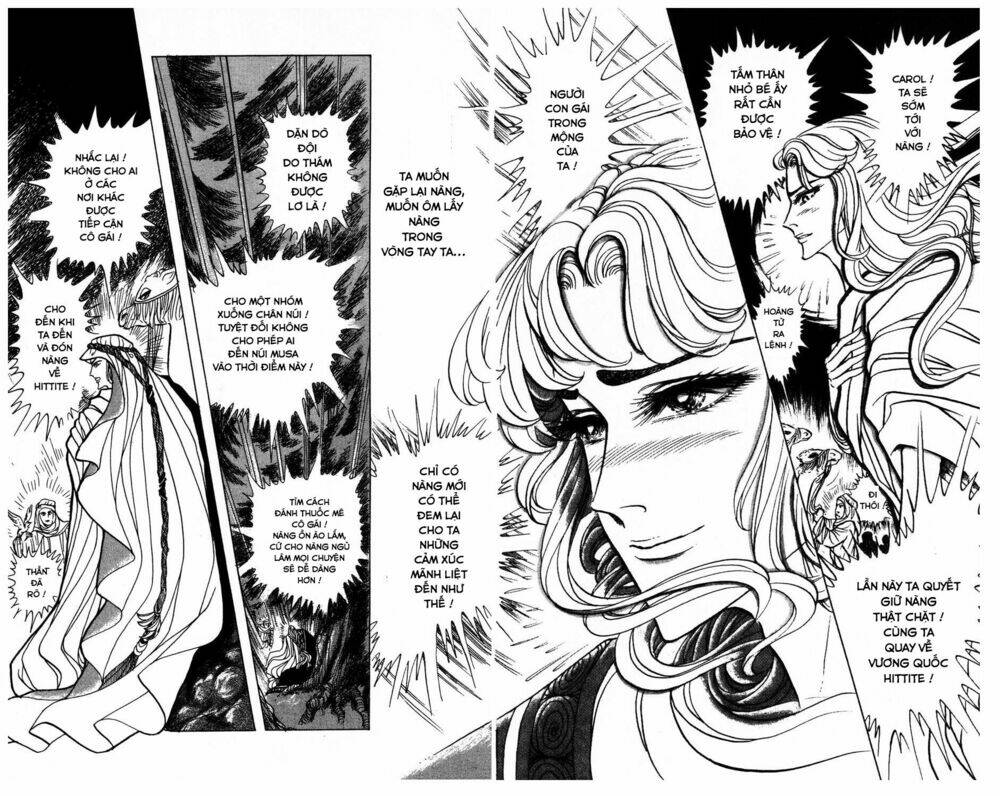 CAROL !
TA SẼ
SỚM
TỚI
VỚI
NÀNG !
TẤM THÂN
NHỎ BÉ ẤY
RẤT CẦN
ĐƯỢC
BẢO VỆ !
HOÀNG
TỬ RA
LỆNH !
ĐI
THÔI !
LẦN NÀY TA QUYẾT
GIỮ NÀNG
THẬT CHẶT !
CÙNG TA
QUAY VỀ
VƯƠNG QUỐC
HITTITE !
NGƯỜI
CON GÁI
TRONG
MỘNG
CỦA
TA !
TA MUỐN
GẶP LẠI NÀNG,
MUỐN ÔM LẤY
NÀNG
TRONG
VÒNG TAY TA...
CHỈ CÓ
NÀNG MỚI
CÓ THỂ
ĐEM LẠI
CHO TA
NHỮNG
CẢM XÚC
MÃNH LIỆT
ĐẾN NHƯ
THẾ !
DẶN DÒ
ĐỘI
DO THÁM
KHÔNG
ĐƯỢC
LƠ LÀ !
CHO MỘT NHÓM
XUỐNG CHÂN NÚI !
TUYỆT ĐỐI KHÔNG
CHO PHÉP AI
ĐẾN NÚI MUSA
VÀO THỜI ĐIỂM NÀY !
TÌM CÁCH
ĐÁNH THUỐC MÊ
CÔ GÁI !
NÀNG ỒN ÀO LẮM,
CỨ CHO NÀNG NGỦ
LÀM MỌI CHUYỆN
SẼ DỄ DÀNG
HƠN !
NHẮC LẠI !
KHÔNG CHO AI
Ở CÁC
NƠI KHÁC
ĐƯỢC
TIẾP CẬN
CÔ GÁI !
CHO
ĐẾN KHI
TA ĐẾN
VÀ ĐÓN
NÀNG
VỀ
HITTITE !
THẦN
ĐÃ
RÕ !